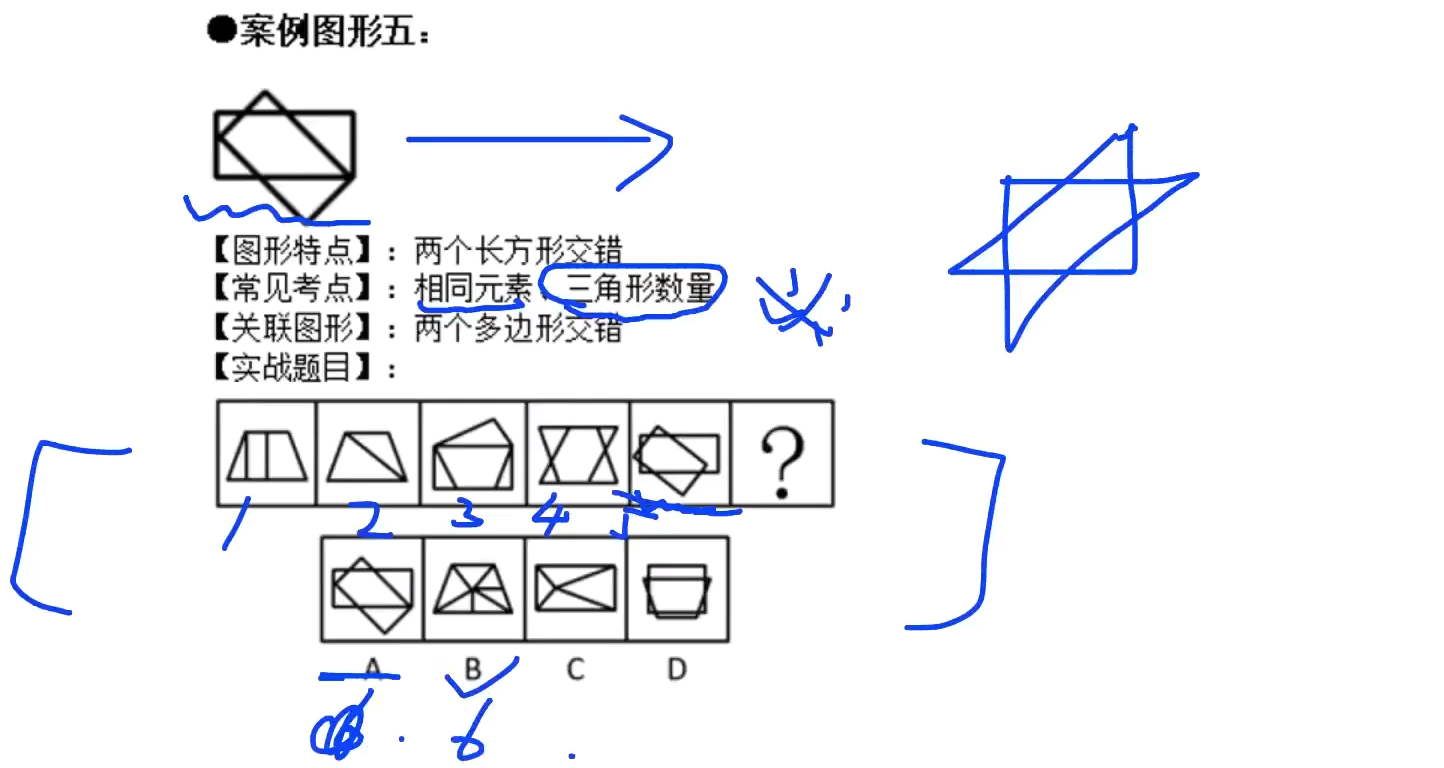 ●案例图形五：
【图形特点】：两个长方形交错
【常见考点】：相同元素、三角形数量
【关联图形】：两个多边形交错
【实战题目】：
?
1 2 3 4
A B C D
6